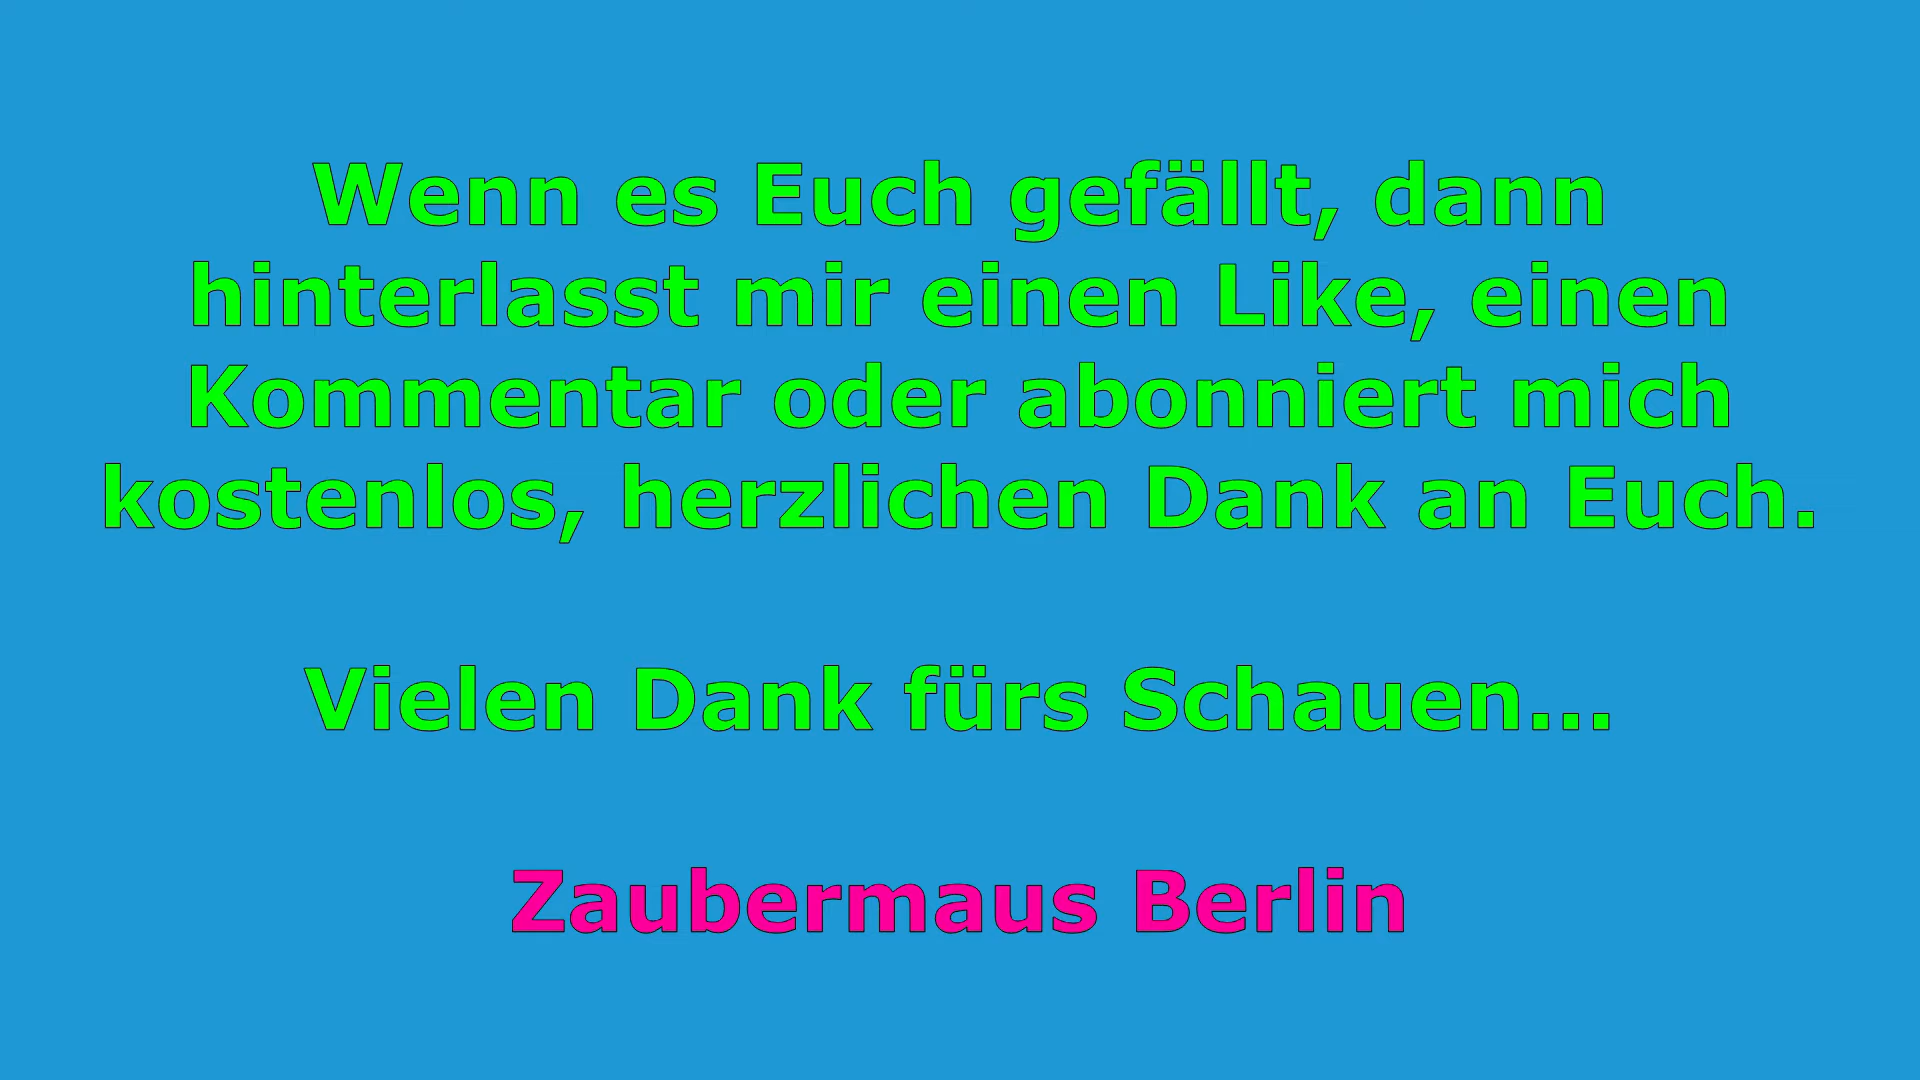 Wenn es Euch gefällt, dann
hinterlasst mir einen Like, einen
Kommentar oder abonniert mich
kostenlos, herzlichen Dank an Euch.
Vielen Dank fürs Schauen...
Zaubermaus Berlin